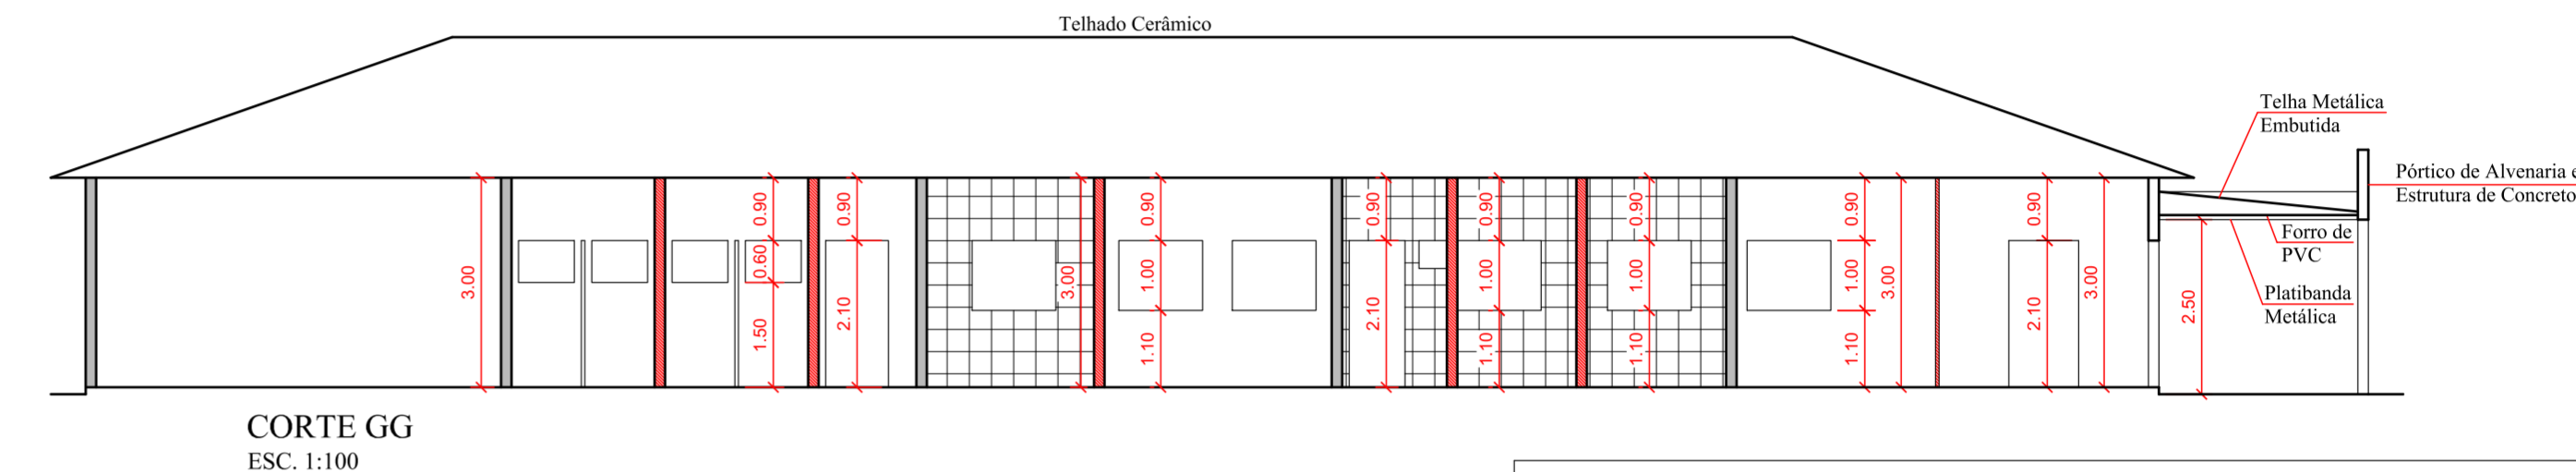 Telhado Cerâmico
Telha Metálica
Embutida
Pórtico de Alvenaria e
Estrutura de Concreto
Forro de
PVC
Platibanda
Metálica
3.00
0.90
0.60
1.50
0.90
2.10
3.00
0.90
1.00
1.10
0.90
2.10
0.90
1.00
1.10
0.90
1.00
1.10
0.90
1.00
1.10
3.00
0.90
2.10
3.00
2.50
CORTE GG
ESC. 1:100